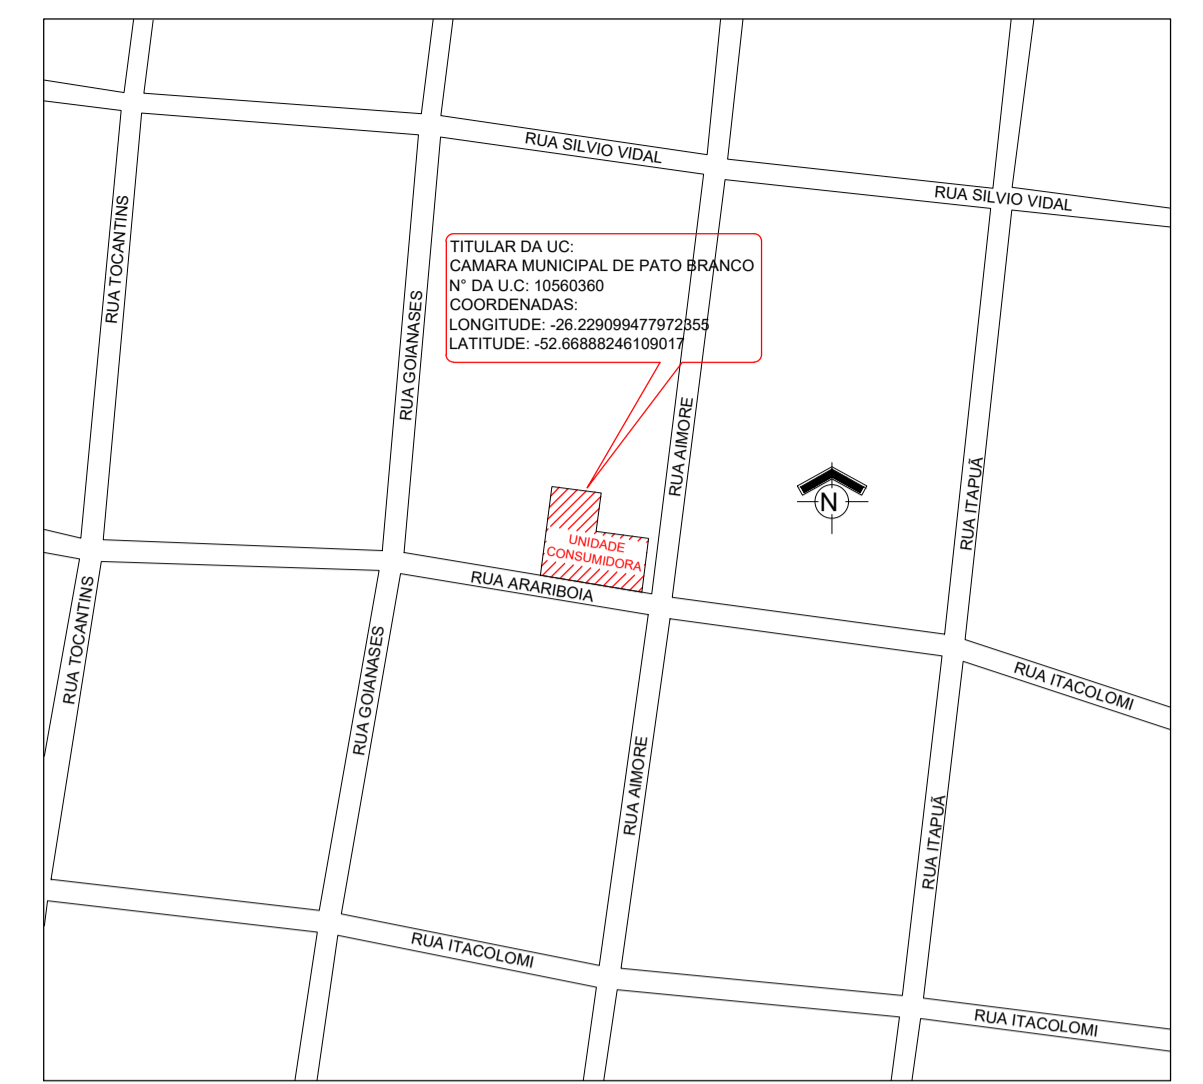 RUA SILVIO VIDAL
RUA SILVIO VIDAL
RUA TOCANTINS
TITULAR DA UC:
CAMARA MUNICIPAL DE PATO BRANCO
N° DA U.C: 10560360
COORDENADAS:
LONGITUDE: -26.229099477972355
LATITUDE: -52.66888246109017
RUA GOIANASES
RUA AIMORE
RUA ITAPUÃ
N
UNIDADE
CONSUMIDORA
RUA ARARIBOIA
RUA TOCANTINS
RUA GOIANASES
RUA ITACOLOMI
RUA AIMORE
RUA ITAPUÃ
RUA ITACOLOMI
RUA ITACOLOMI